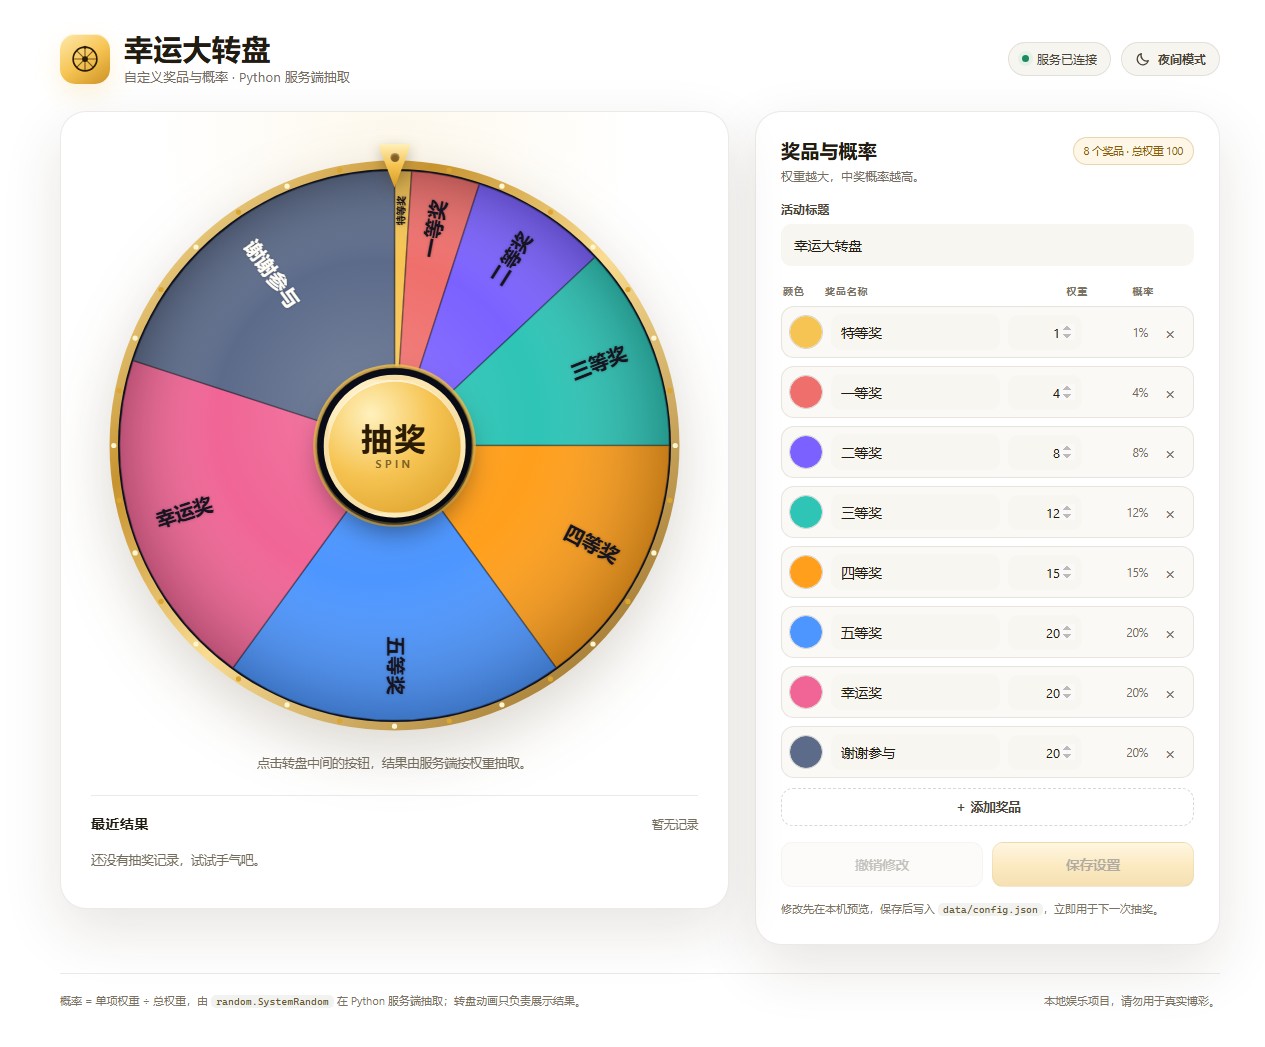 幸运大转盘
自定义奖品与概率 · Python 服务端抽取
服务已连接
夜间模式
特等奖
一等奖
二等奖
三等奖
四等奖
五等奖
幸运奖
谢谢参与
抽奖
SPIN
点击转盘中间的按钮，结果由服务端按权重抽取。
最近结果
暂无记录
还没有抽奖记录，试试手气吧。
奖品与概率
8 个奖品 · 总权重 100
权重越大，中奖概率越高。
活动标题
幸运大转盘
颜色 奖品名称 权重 概率
特等奖 1 1% ×
一等奖 4 4% ×
二等奖 8 8% ×
三等奖 12 12% ×
四等奖 15 15% ×
五等奖 20 20% ×
幸运奖 20 20% ×
谢谢参与 20 20% ×
+ 添加奖品
撤销修改
保存设置
修改先在本机预览，保存后写入 data/config.json ，立即用于下一次抽奖。
概率 = 单项权重 ÷ 总权重，由 random.SystemRandom 在 Python 服务端抽取；转盘动画只负责展示结果。
本地娱乐项目，请勿用于真实博彩。